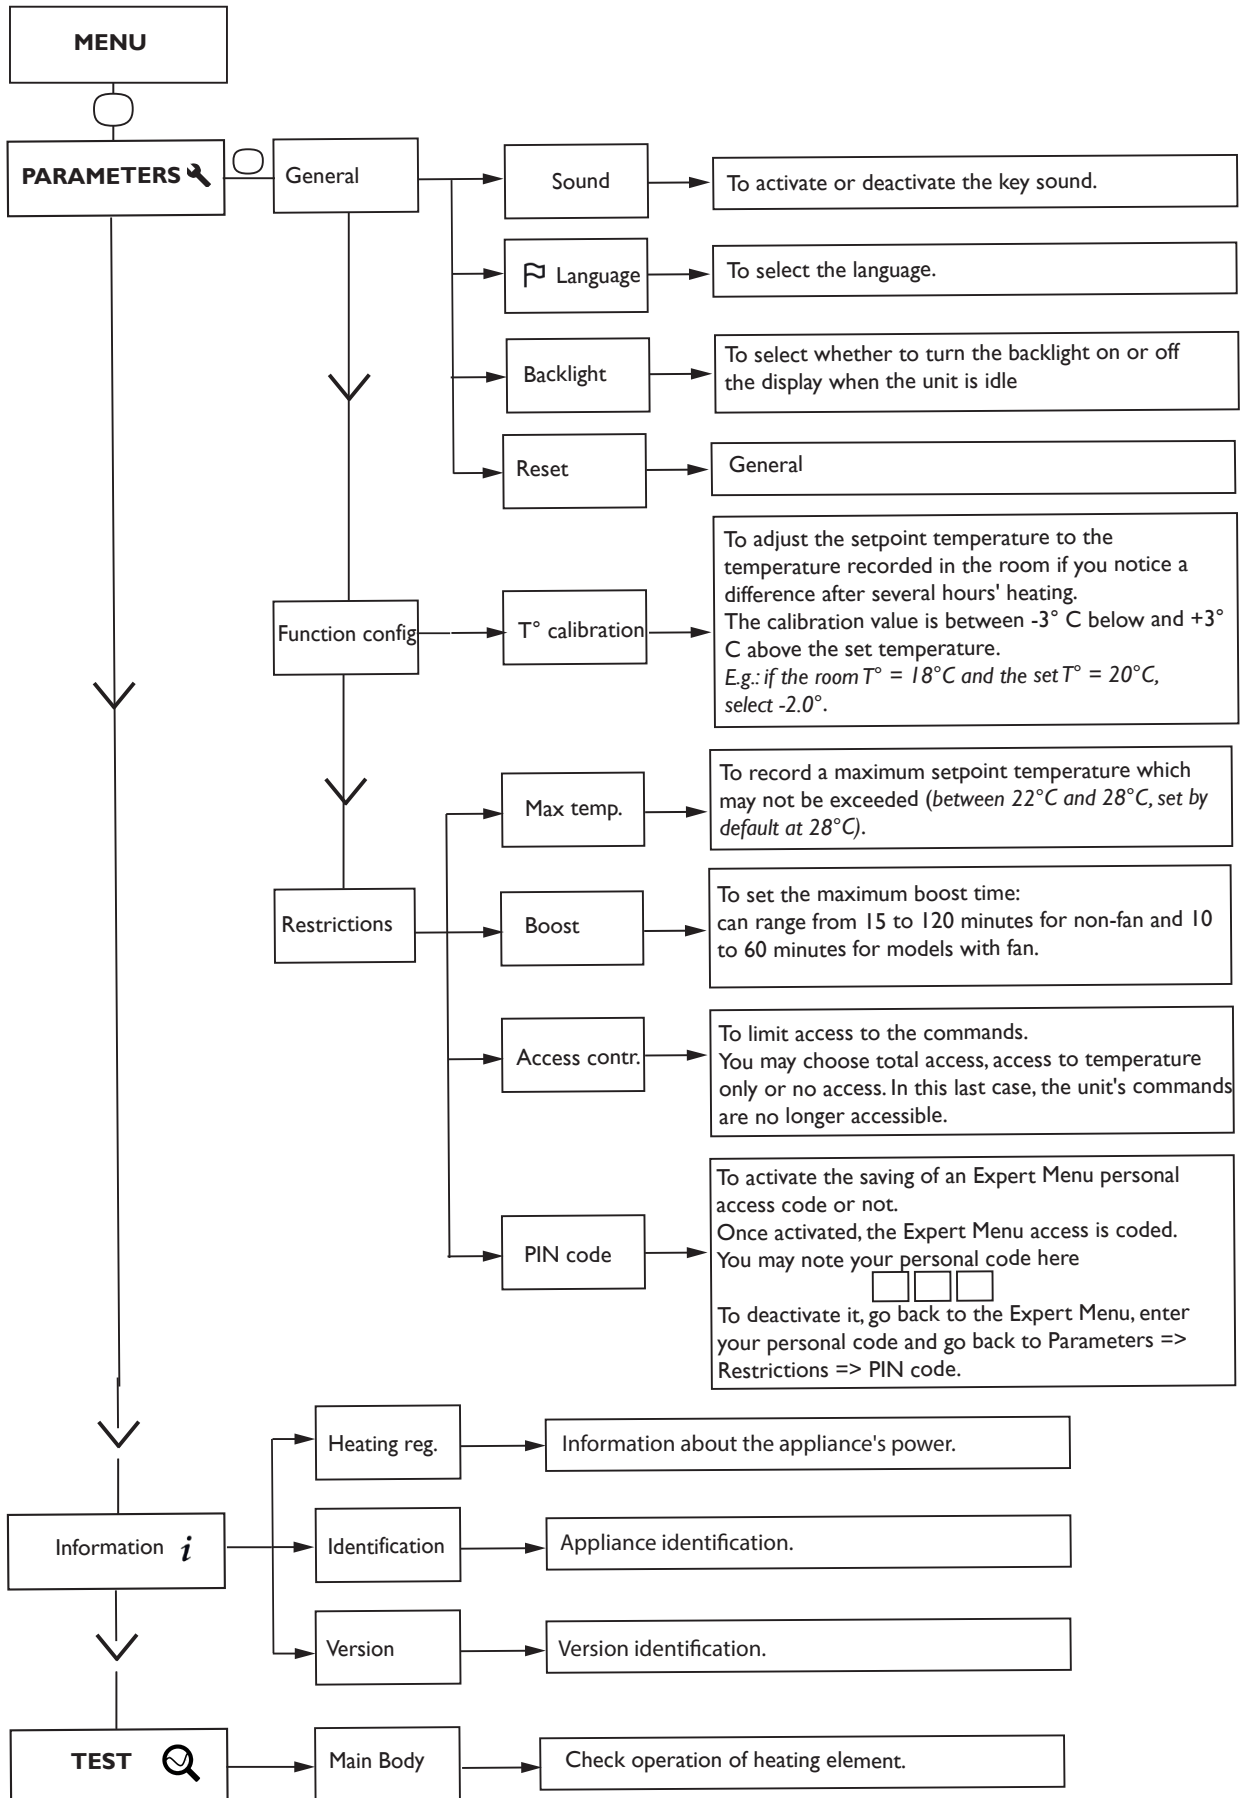 MENU
PARAMETERS
General
Sound
To activate or deactivate the key sound.
Language
To select the language.
Backlight
To select whether to turn the backlight on or off
the display when the unit is idle
Reset
General
Function config
T° calibration
To adjust the setpoint temperature to the
temperature recorded in the room if you notice a
difference after several hours' heating.
The calibration value is between -3° C below and +3°
C above the set temperature.
E.g.: if the room T° = 18°C and the set T° = 20°C,
select -2.0°.
Restrictions
Max temp.
To record a maximum setpoint temperature which
may not be exceeded (between 22°C and 28°C, set by
default at 28°C).
Boost
To set the maximum boost time:
can range from 15 to 120 minutes for non-fan and 10
to 60 minutes for models with fan.
Access contr.
To limit access to the commands.
You may choose total access, access to temperature
only or no access. In this last case, the unit's commands
are no longer accessible.
PIN code
To activate the saving of an Expert Menu personal
access code or not.
Once activated, the Expert Menu access is coded.
You may note your personal code here
To deactivate it, go back to the Expert Menu, enter
your personal code and go back to Parameters =>
Restrictions => PIN code.
Information i
Heating reg.
Information about the appliance's power.
Identification
Appliance identification.
Version
Version identification.
TEST
Main Body
Check operation of heating element.